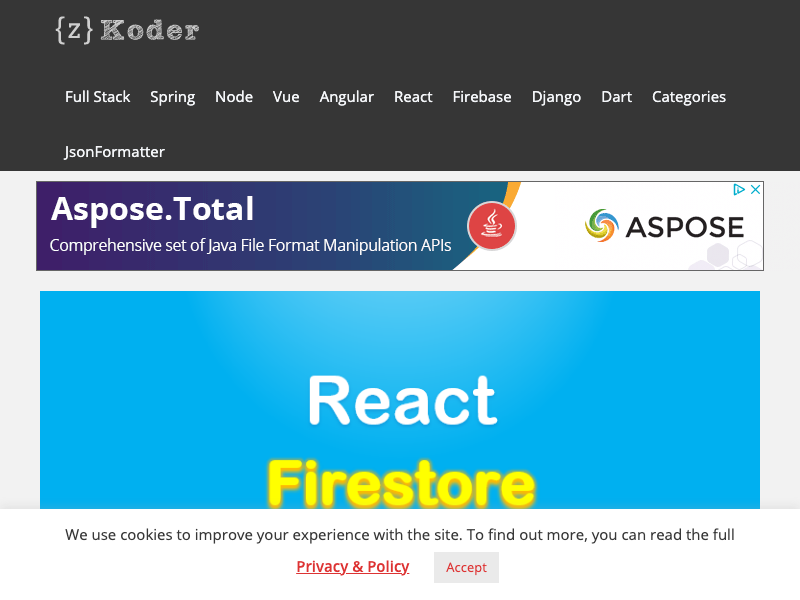 {z} Koder
Full Stack Spring Node Vue Angular React Firebase Django Dart Categories
JsonFormatter
Aspose.Total
Comprehensive set of Java File Format Manipulation APIs
ASPOSE
React
Firestore
We use cookies to improve your experience with the site. To find out more, you can read the full
Privacy & Policy Accept